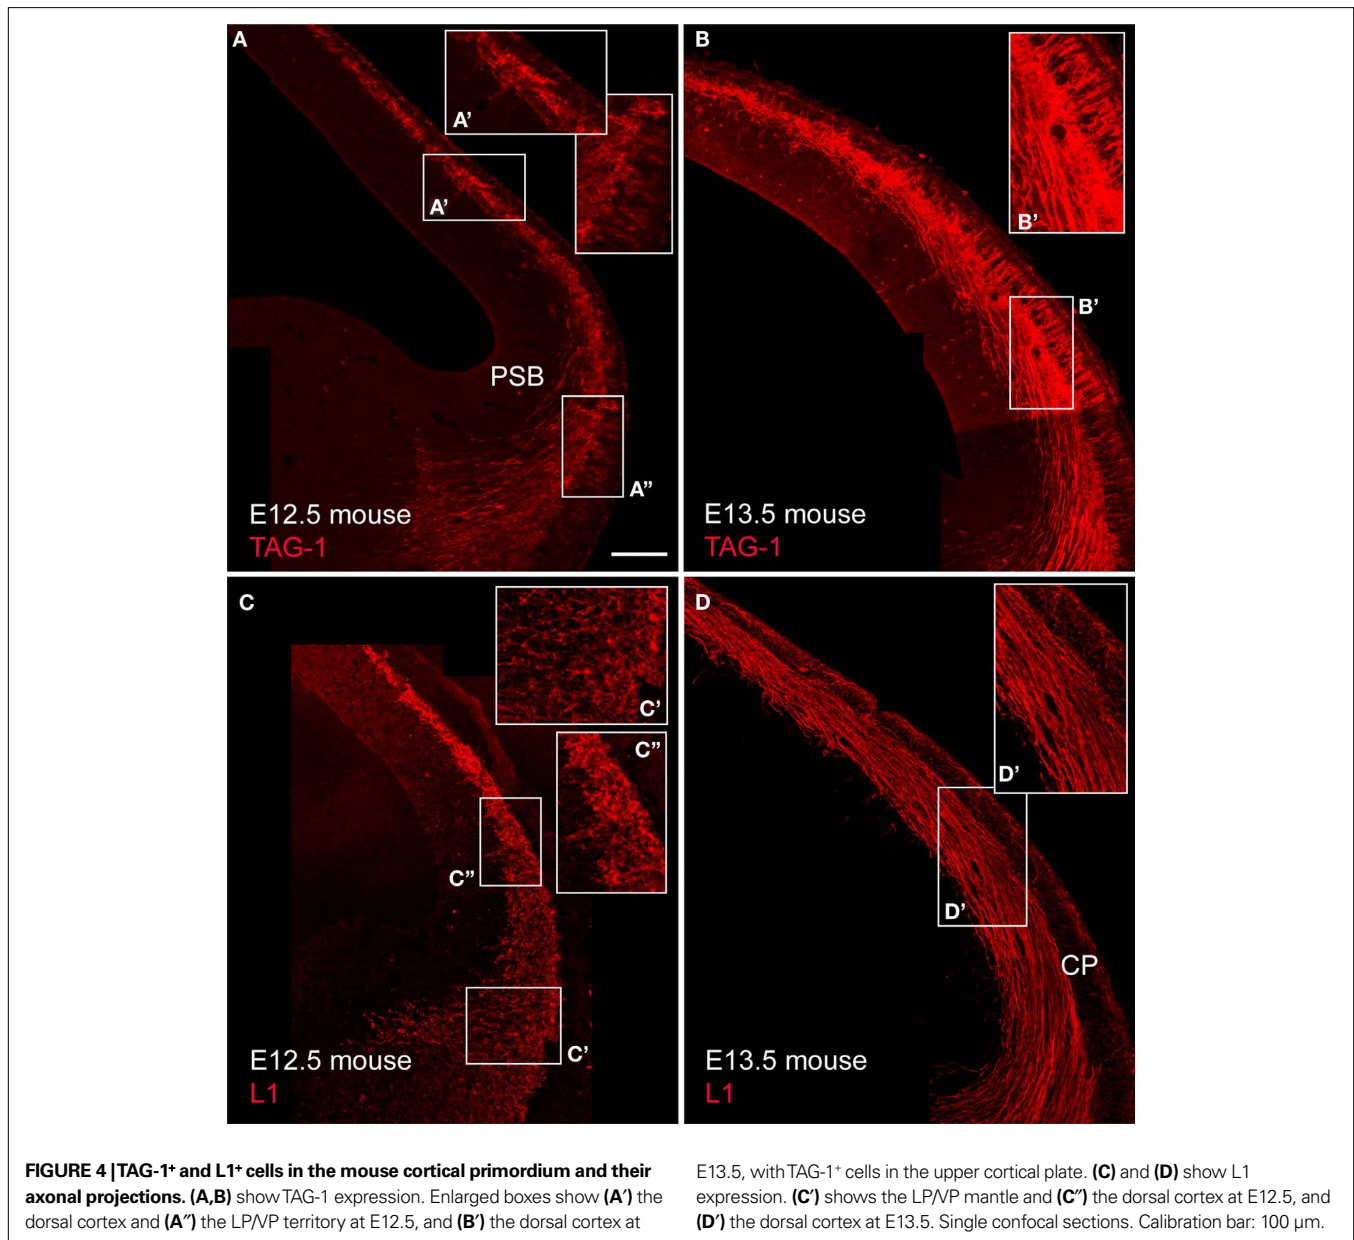 A
A'
A'
PSB
A”
E12.5 mouse
TAG-1
B
B'
B'
E13.5 mouse
TAG-1
C
C'
C”
C”
C'
E12.5 mouse
L1
D
D'
D'
CP
E13.5 mouse
L1
FIGURE 4 | TAG-1⁺ and L1⁺ cells in the mouse cortical primordium and their
axonal projections. (A,B) show TAG-1 expression. Enlarged boxes show (A′) the
dorsal cortex and (A″) the LP/VP territory at E12.5, and (B′) the dorsal cortex at
E13.5, with TAG-1⁺ cells in the upper cortical plate. (C) and (D) show L1
expression. (C′) shows the LP/VP mantle and (C″) the dorsal cortex at E12.5, and
(D′) the dorsal cortex at E13.5. Single confocal sections. Calibration bar: 100 µm.